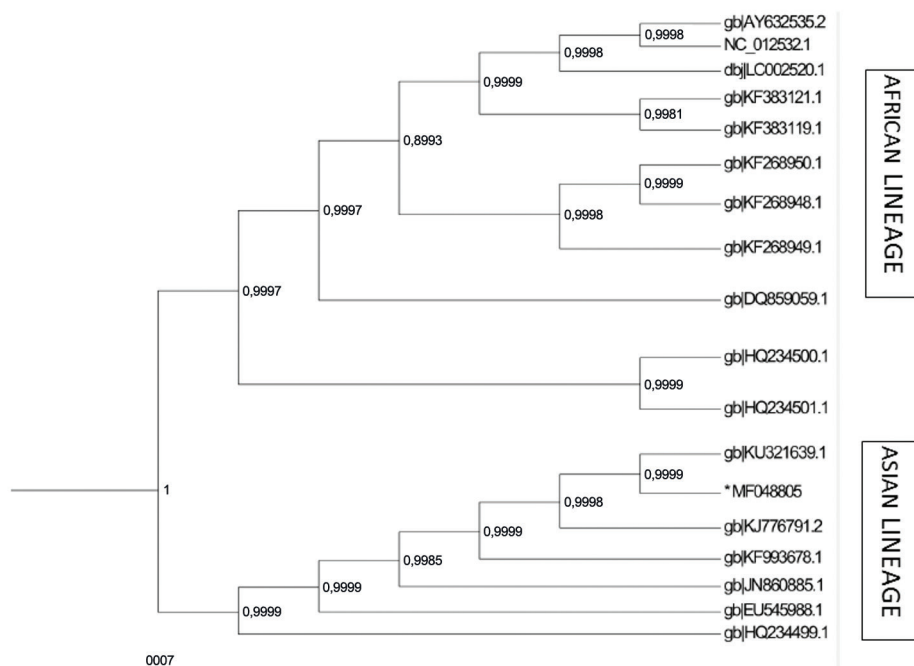 gb|AY632535.2
0,9998
NC_012532.1
0,9998
dbj|LC002520.1
0,9999
gb|KF383121.1
0,9981
gb|KF383119.1
0,8993
gb|KF268950.1
0,9999
gb|KF268948.1
0,9998
0,9997
gb|KF268949.1
0,9997
gb|DQ859059.1
gb|HQ234500.1
0,9999
gb|HQ234501.1
AFRICAN LINEAGE
gb|KU321639.1
0,9999
1
*MF048805
0,9998
gb|KJ776791.2
0,9999
gb|KF993678.1
0,9985
gb|JN860885.1
0,9999
gb|EU545988.1
0,9999
gb|HQ234499.1
ASIAN LINEAGE
0007